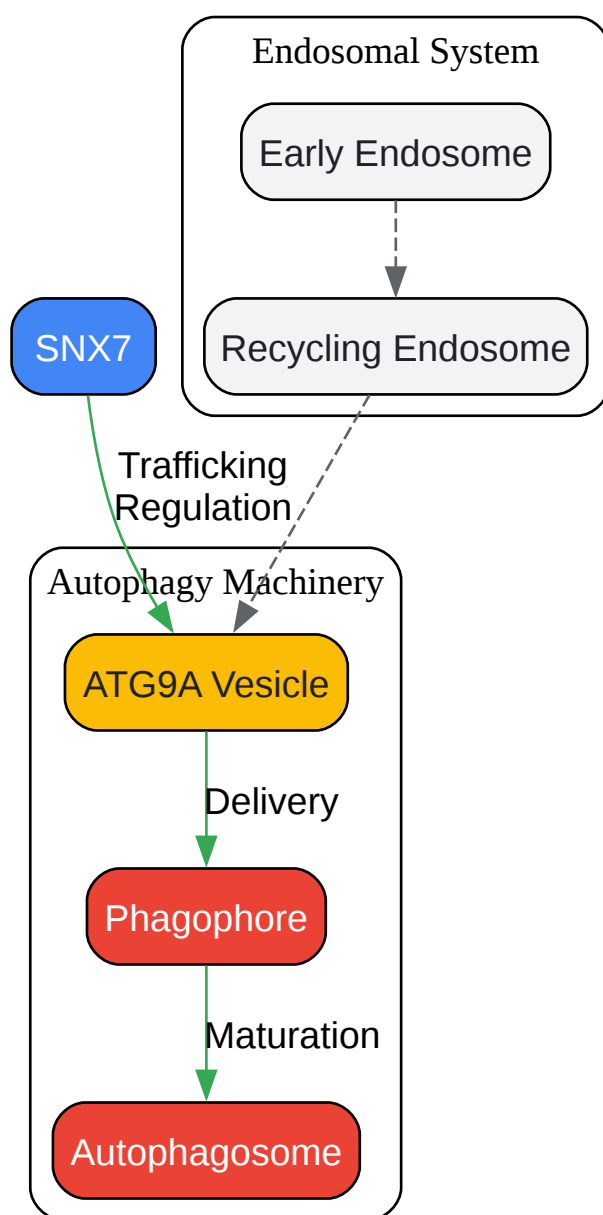 Endosomal System
Early Endosome
SNX7
Recycling Endosome
Trafficking
Regulation
Autophagy Machinery
ATG9A Vesicle
Delivery
Phagophore
Maturation
Autophagosome